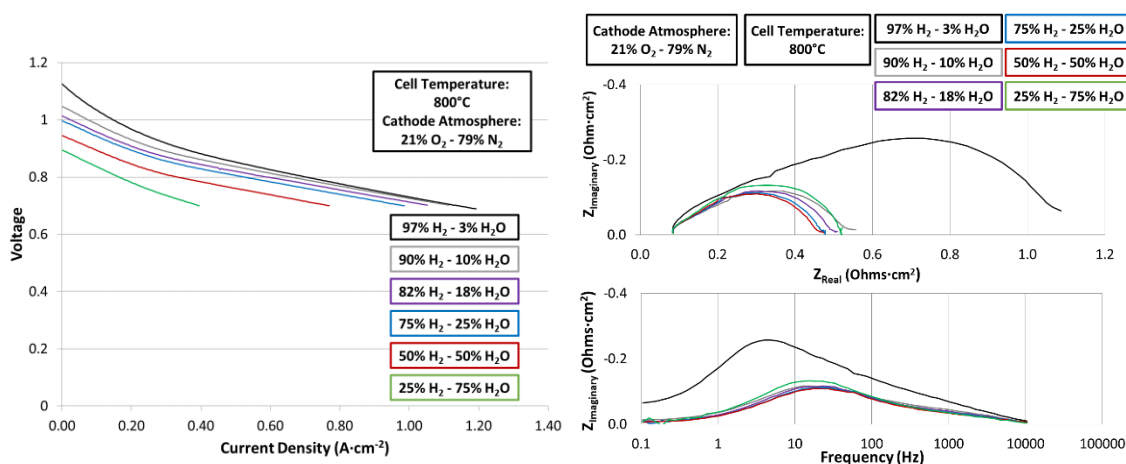 1.2
1
0.8
0.6
0.4
0.2
0
Voltage
0.00
0.20
0.40
0.60
0.80
1.00
1.20
1.40
Current Density (A·cm⁻²)
Cell Temperature:
800°C
Cathode Atmosphere:
21% O₂ - 79% N₂
97% H₂ - 3% H₂O
90% H₂ - 10% H₂O
82% H₂ - 18% H₂O
75% H₂ - 25% H₂O
50% H₂ - 50% H₂O
25% H₂ - 75% H₂O
Cathode Atmosphere:
21% O₂ - 79% N₂
Cell Temperature:
800°C
97% H₂ - 3% H₂O
75% H₂ - 25% H₂O
90% H₂ - 10% H₂O
50% H₂ - 50% H₂O
82% H₂ - 18% H₂O
25% H₂ - 75% H₂O
-0.4
-0.2
0.0
Z_Imaginary (Ohm·cm²)
0.0
0.2
0.4
0.6
0.8
1.0
1.2
Z_Real (Ohms·cm²)
-0.4
-0.2
0.0
Z_Imaginary (Ohms·cm²)
0.1
1
10
100
1000
10000
100000
Frequency (Hz)